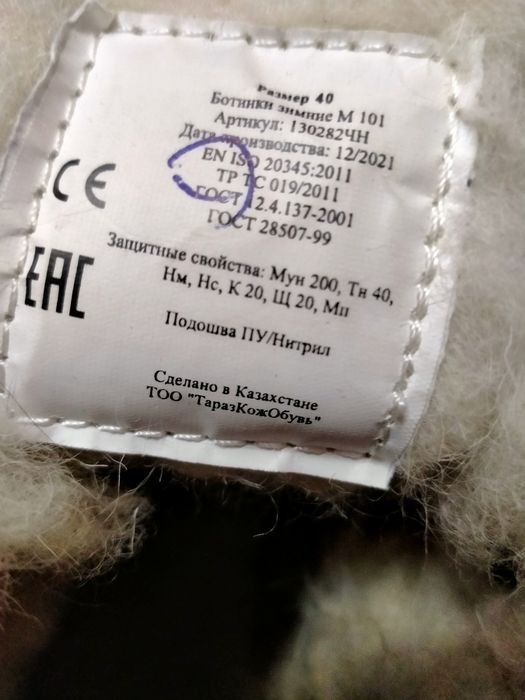 Размер 40
Ботинки зимние М 101
Артикул: 130282ЧН
Дата производства: 12/2021
EN ISO 20345:2011
ТР ТС 019/2011
ГОСТ 12.4.137-2001
ГОСТ 28507-99
CE
EAC
Защитные свойства: Мун 200, Тн 40,
Нм, Нс, К 20, Щ 20, Мп
Подошва ПУ/Нитрил
Сделано в Казахстане
ТОО "ТаразКожОбувь"